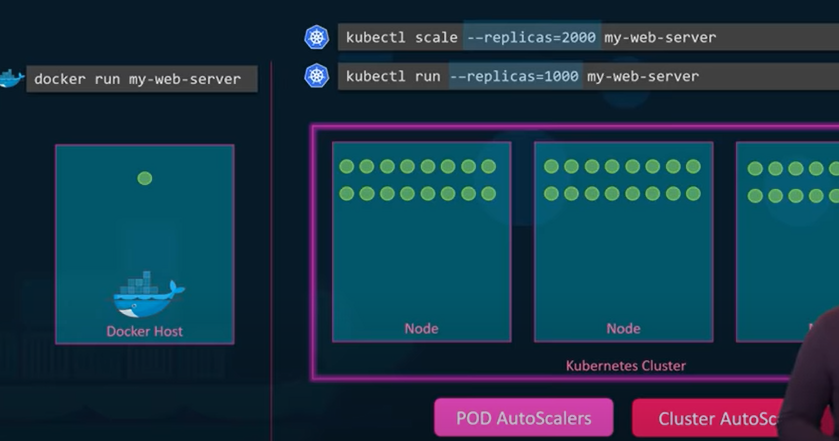 kubectl scale --replicas=2000 my-web-server
kubectl run --replicas=1000 my-web-server
docker run my-web-server
Docker Host
Node
Node
Kubernetes Cluster
POD AutoScalers
Cluster